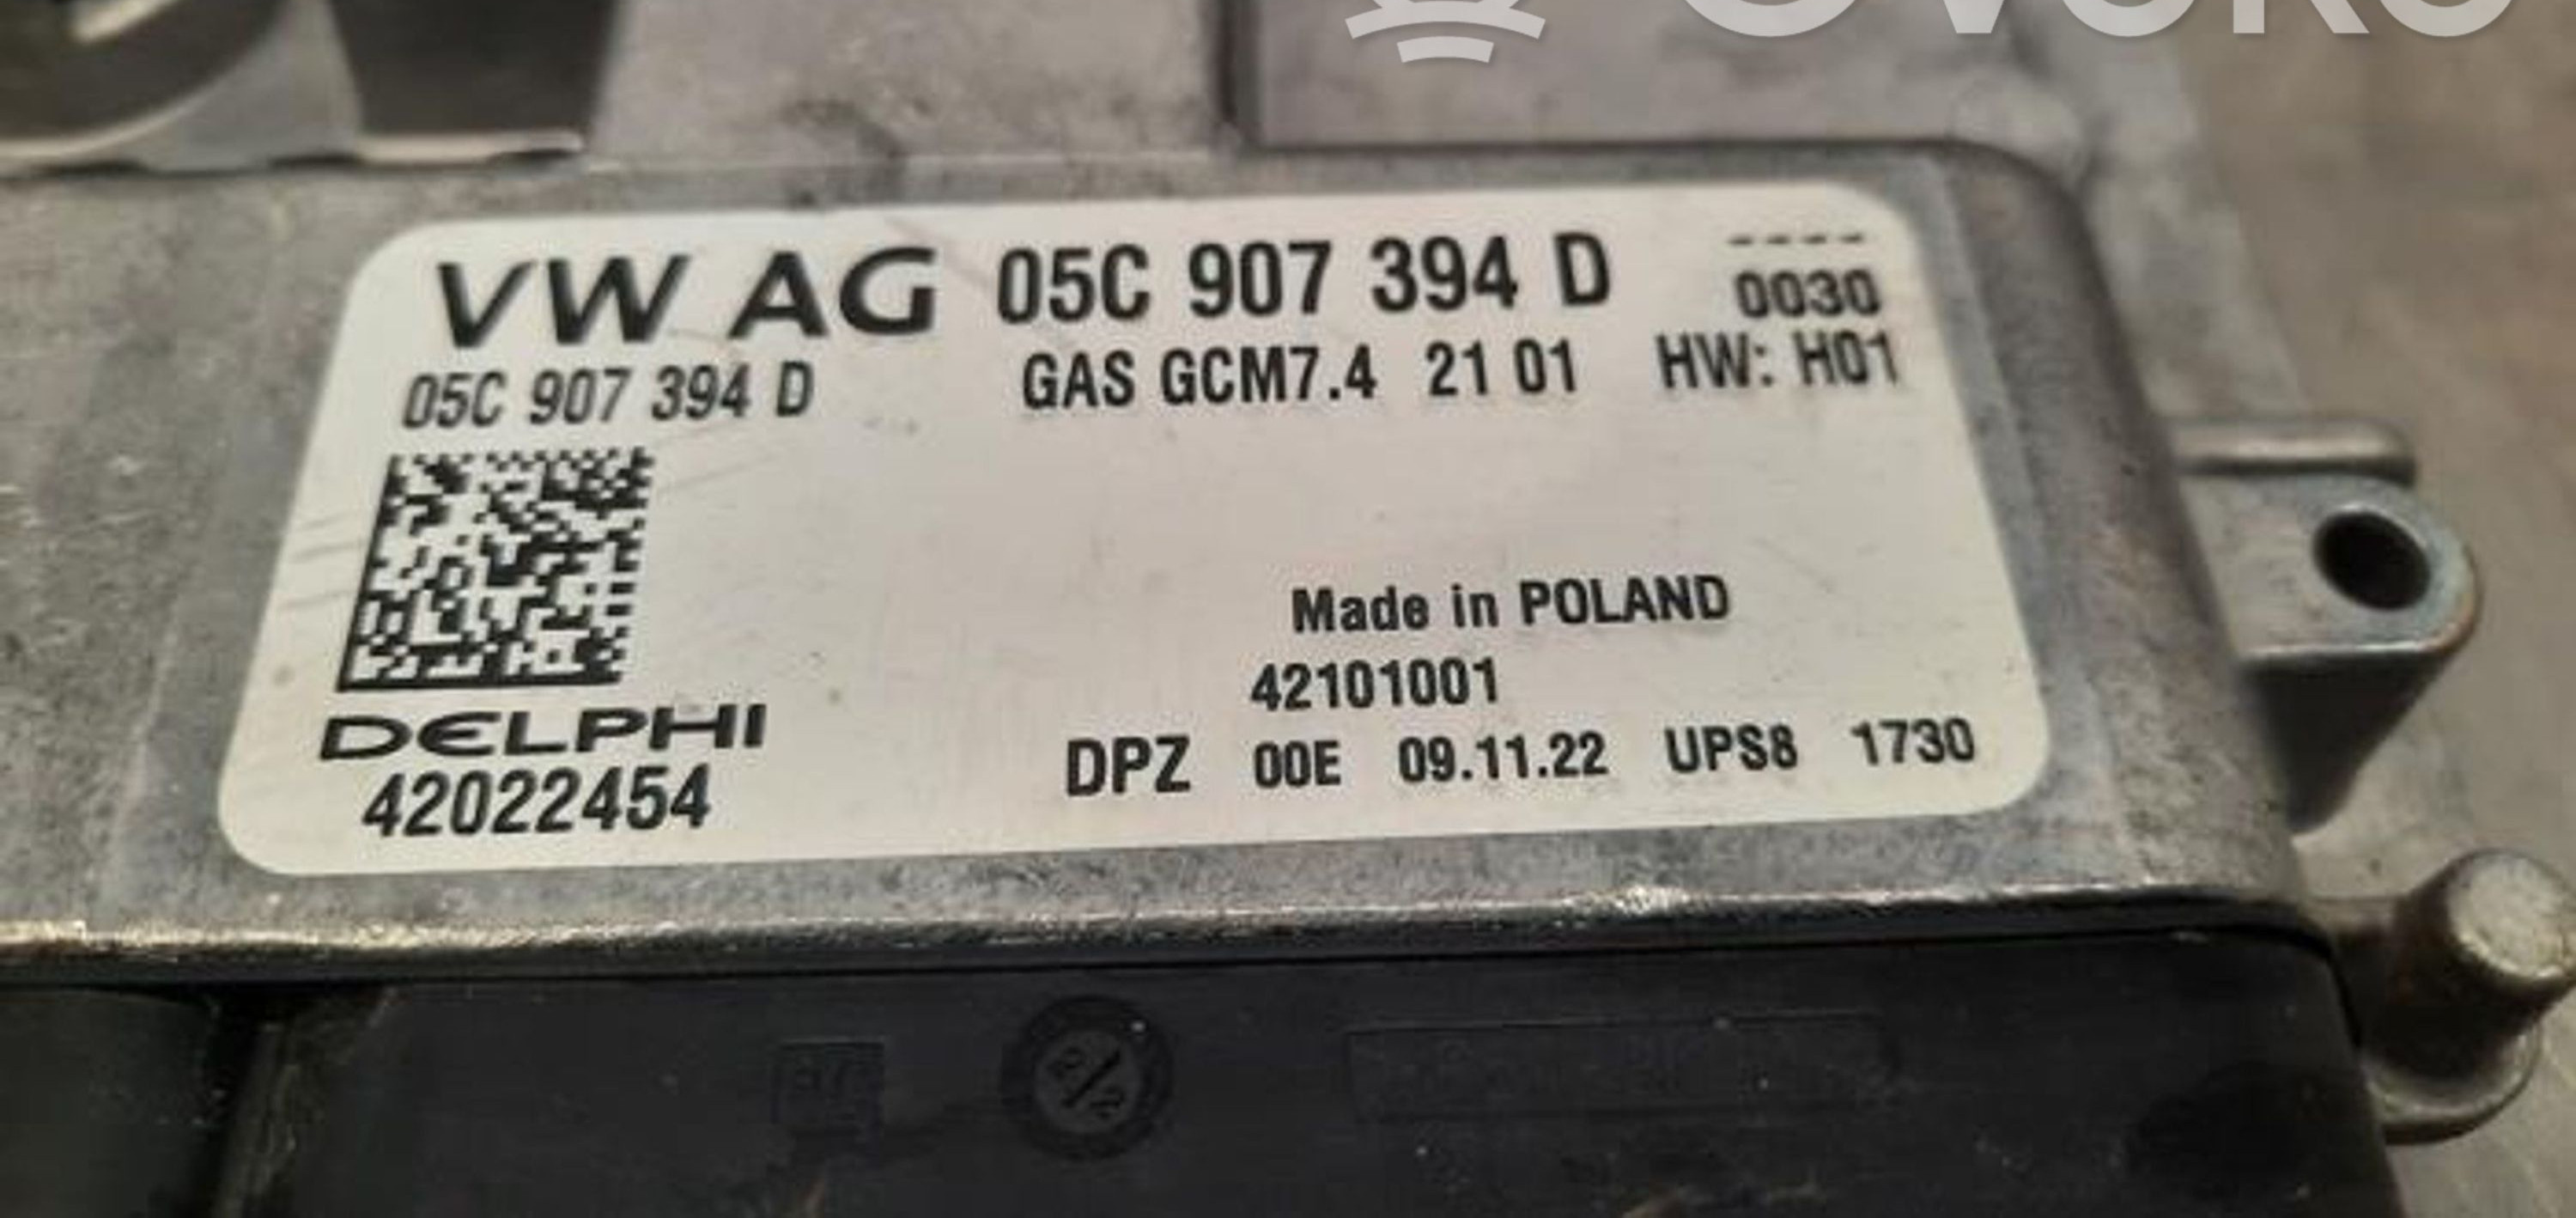 OVOKO
VW AG 05C 907 394 D
----
0030
05C 907 394 D
GAS GCM7.4 21 01 HW: H01
Made in POLAND
42101001
DELPHI
42022454
DPZ 00E 09.11.22 UPS8 1730